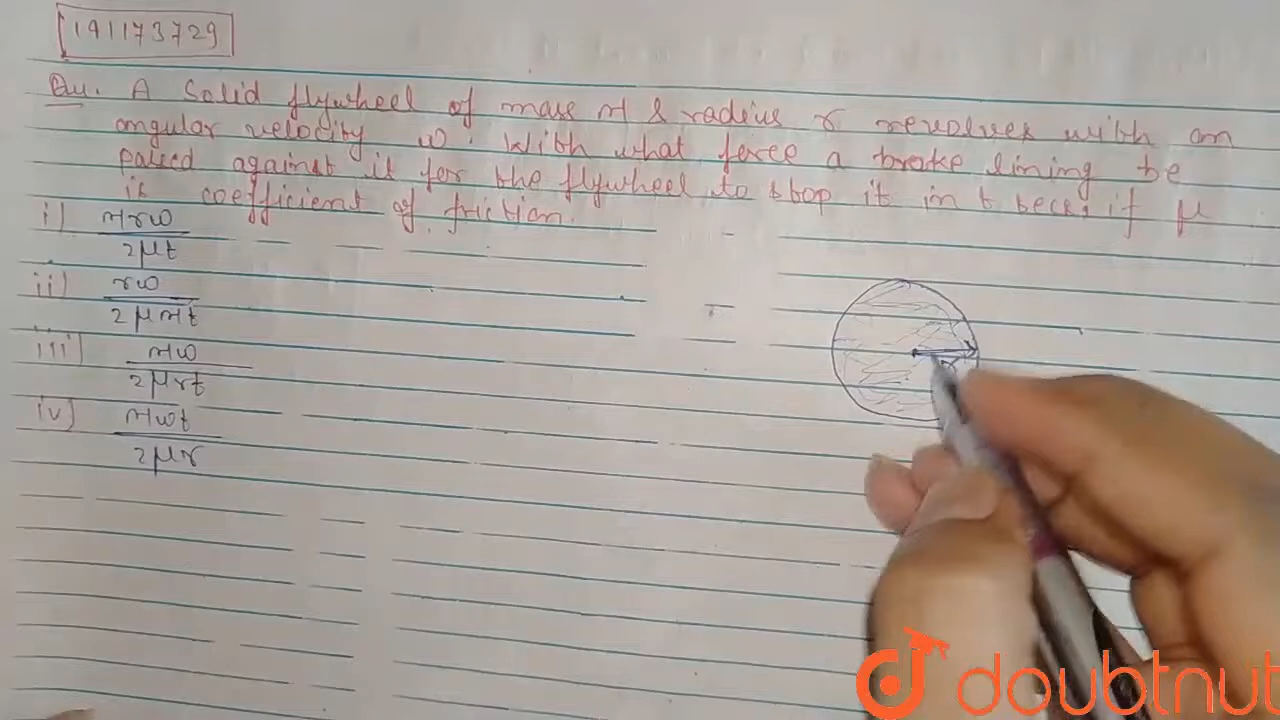 191173729
Qu. A Solid flywheel of mass M & radius r revolves with an
angular velocity ω. With what force a brake lining be
paled against it for the flywheel to stop it in t secs, if μ
is coefficient of friction.
i) Mrω
2μt
ii) rω
2μMt
iii) Mω
2μrt
iv) Mωt
2μr
r
doubtnut